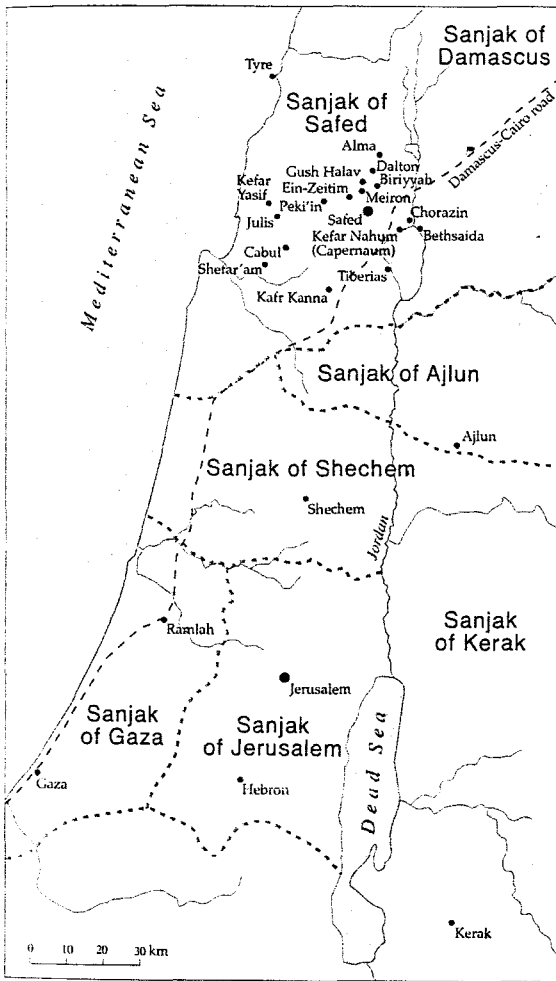 Sanjak of
Damascus
Tyre
Sanjak of
Safed
Mediterranean Sea
Damascus-Cairo road
Alma
Dalton
Gush Halav
Biriyyah
Ein-Zeitim
Meiron
Kefar
Yasif
Peki'in
Safed
Chorazin
Julis
Kefar Nahum
(Capernaum)
Bethsaida
Cabul
Shefar'am
Tiberias
Kafr Kanna
Sanjak of Ajlun
Ajlun
Sanjak of Shechem
Shechem
Jordan
Ramlah
Sanjak
of Kerak
Jerusalem
Sanjak
of Gaza
Sanjak
of Jerusalem
Dead Sea
Gaza
Hebron
Kerak
0 10 20 30 km